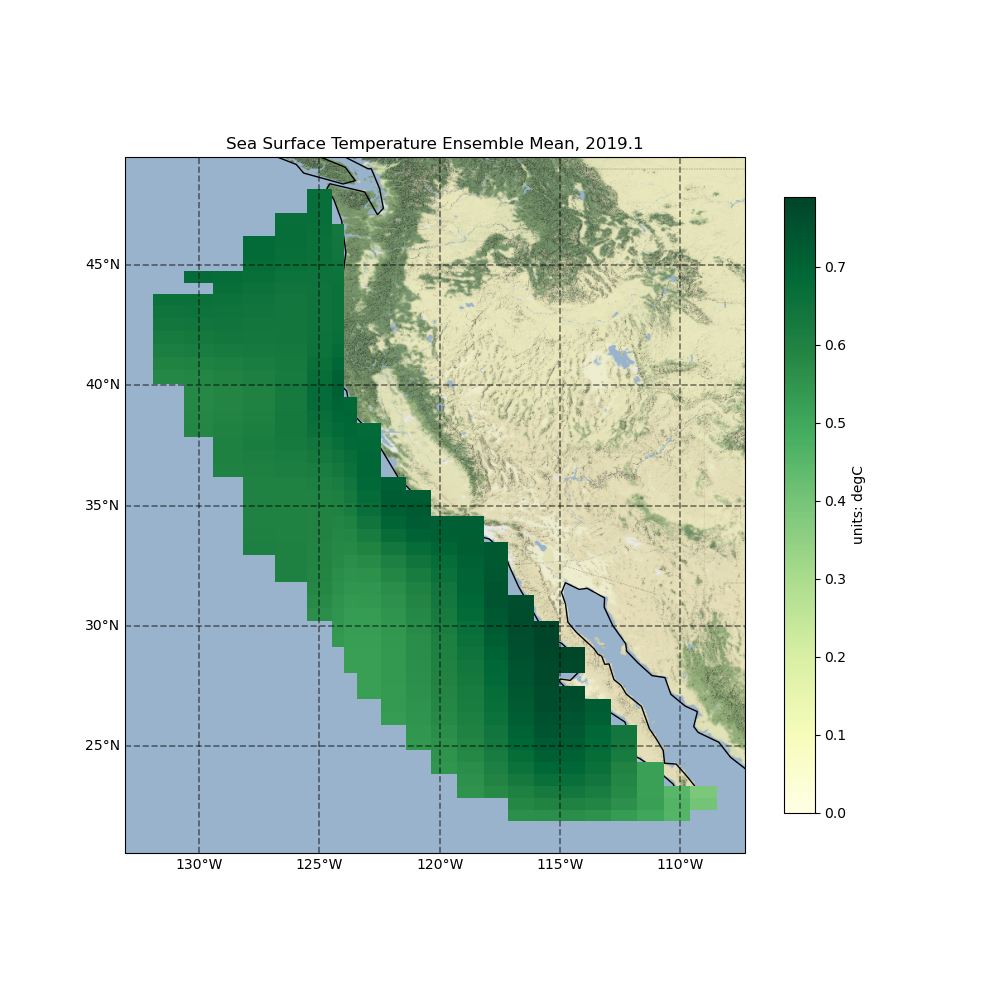 Sea Surface Temperature Ensemble Mean, 2019.1
45°N
40°N
35°N
30°N
25°N
130°W
125°W
120°W
115°W
110°W
0.7
0.6
0.5
0.4
0.3
0.2
0.1
0.0
units: degC